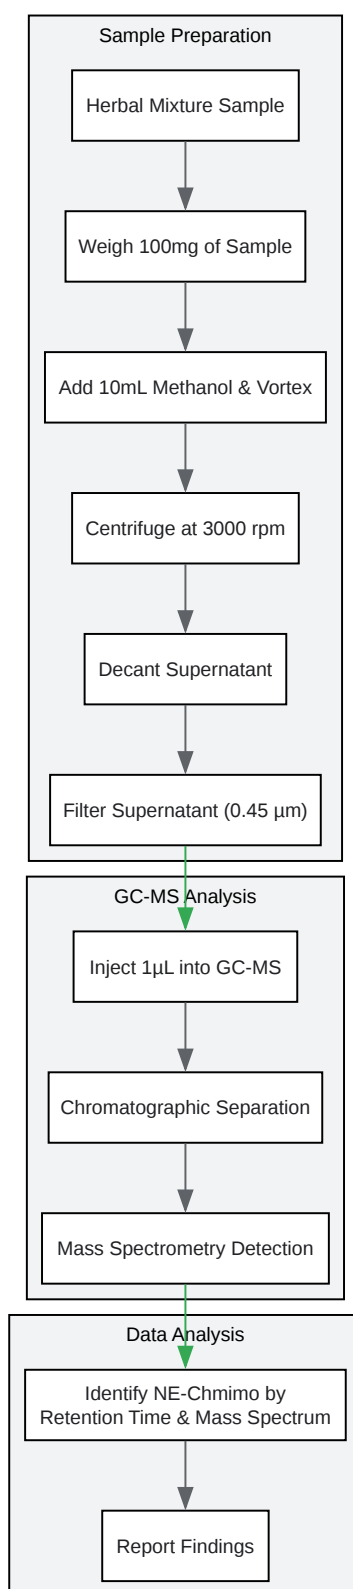 Sample Preparation
Herbal Mixture Sample
Weigh 100mg of Sample
Add 10mL Methanol & Vortex
Centrifuge at 3000 rpm
Decant Supernatant
Filter Supernatant (0.45 µm)
GC-MS Analysis
Inject 1µL into GC-MS
Chromatographic Separation
Mass Spectrometry Detection
Data Analysis
Identify NE-Chmimo by
Retention Time & Mass Spectrum
Report Findings